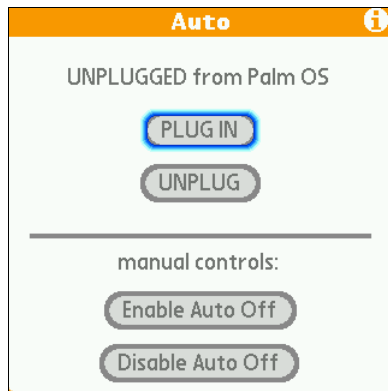 Auto
i
UNPLUGGED from Palm OS
PLUG IN
UNPLUG
manual controls:
Enable Auto Off
Disable Auto Off